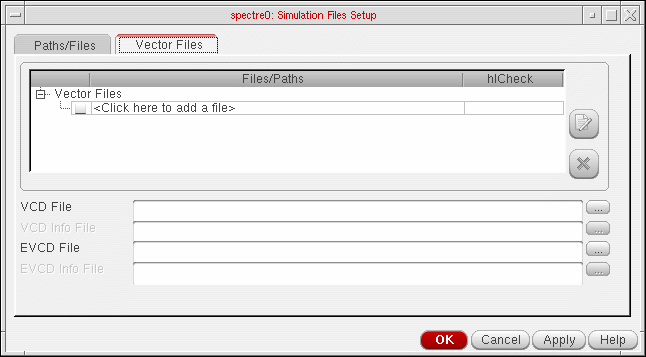 spectre0: Simulation Files Setup
Paths/Files Vector Files
Files/Paths hlCheck
Vector Files
<Click here to add a file>
VCD File ...
VCD Info File ...
EVCD File ...
EVCD Info File ...
OK Cancel Apply Help